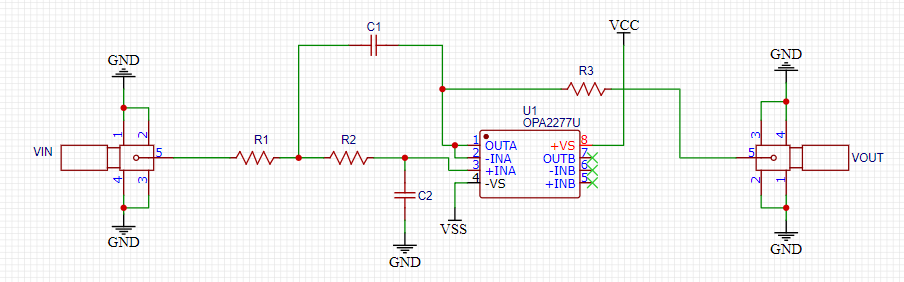 C1
VCC
GND
GND
R3
U1
OPA2277U
1
2
R1
R2
1
OUTA
+VS
8
3
4
VIN
5
2
-INA
OUTB
7
5
VOUT
3
+INA
-INB
6
4
3
4
-VS
+INB
5
2
1
C2
VSS
GND
GND
GND